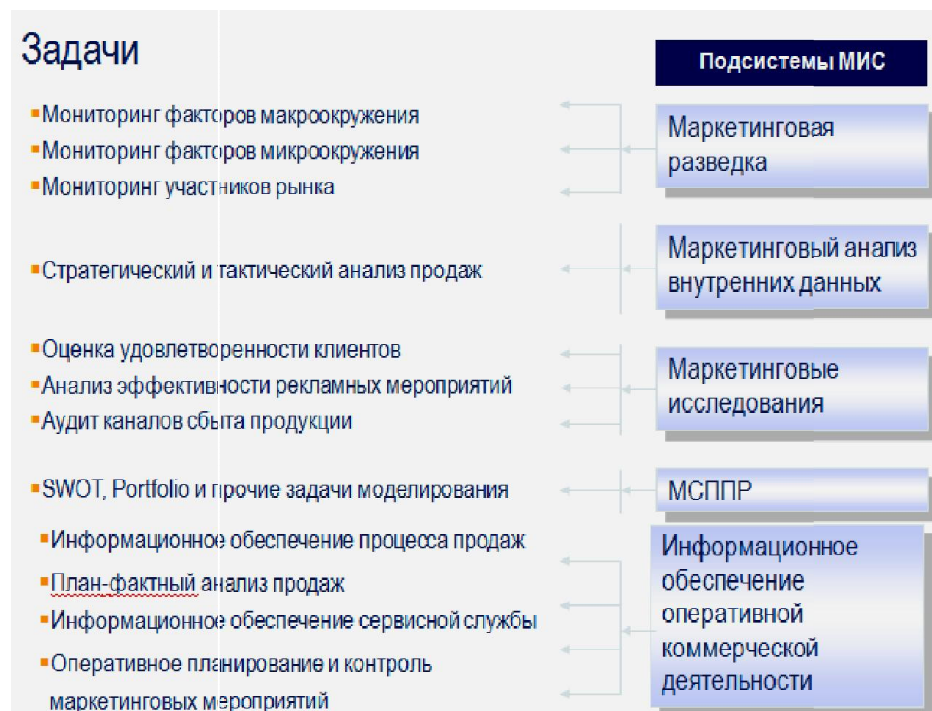 Задачи
Подсистемы МИС
Мониторинг факторов макроокружения
Мониторинг факторов микроокружения
Мониторинг участников рынка
Маркетинговая
разведка
Стратегический и тактический анализ продаж
Маркетинговый анализ
внутренних данных
Оценка удовлетворенности клиентов
Анализ эффективности рекламных мероприятий
Аудит каналов сбыта продукции
Маркетинговые
исследования
SWOT, Portfolio и прочие задачи моделирования
МСППР
Информационное обеспечение процесса продаж
План-фактный анализ продаж
Информационное обеспечение сервисной службы
Оперативное планирование и контроль
маркетинговых мероприятий
Информационное
обеспечение
оперативной
коммерческой
деятельности